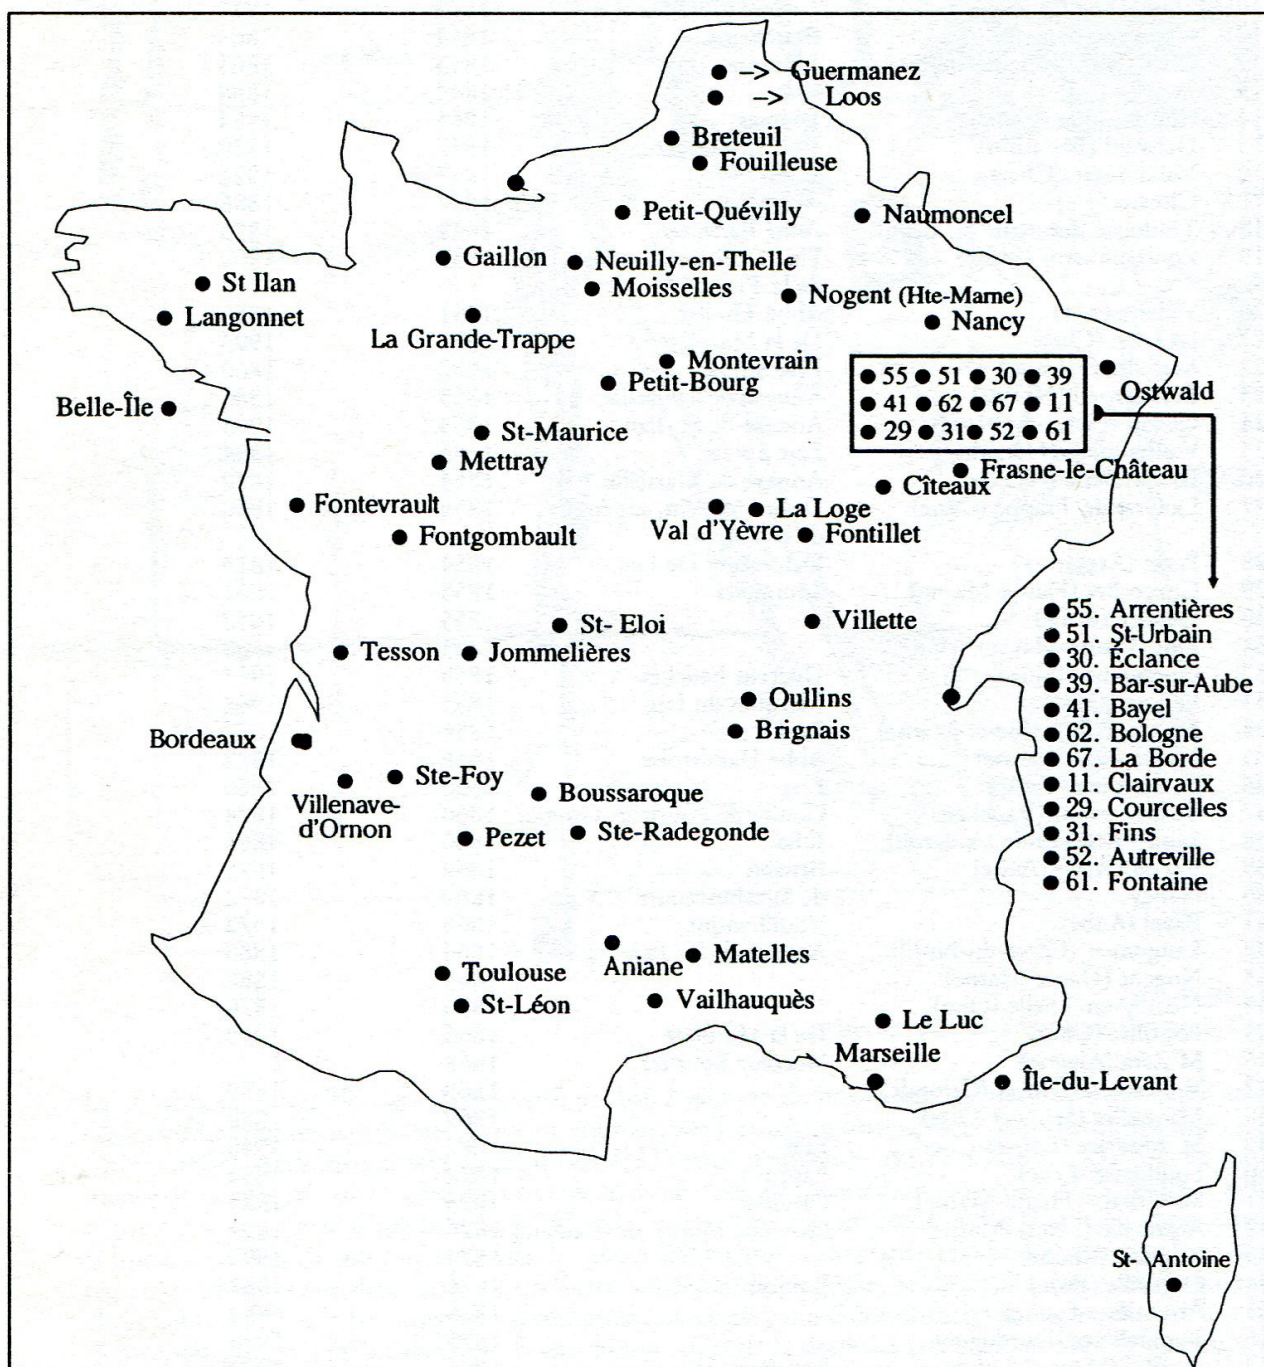 –> Guermanez
–> Loos
Breteuil
Fouilleuse
Petit-Quévilly
Naumoncel
Gaillon
Neuilly-en-Thelle
St Ilan
Moisselles
Nogent (Hte-Marne)
Langonnet
Nancy
La Grande-Trappe
Montevrain
Petit-Bourg
55 51 30 39
Ostwald
Belle-Île
41 62 67 11
St-Maurice
29 31 52 61
Mettray
Frasne-le-Château
Cîteaux
Fontevrault
La Loge
Val d'Yèvre
Fontillet
Fontgombault
55. Arrentières
St- Eloi
Villette
51. St-Urbain
Tesson
Jommelières
30. Éclance
39. Bar-sur-Aube
Oullins
41. Bayel
Brignais
62. Bologne
Bordeaux
67. La Borde
Ste-Foy
11. Clairvaux
Boussaroque
Villenave-
d'Ornon
29. Courcelles
Pezet
Ste-Radegonde
31. Fins
52. Autreville
61. Fontaine
Aniane
Matelles
Toulouse
St-Léon
Vailhauquès
Le Luc
Marseille
Île-du-Levant
St- Antoine